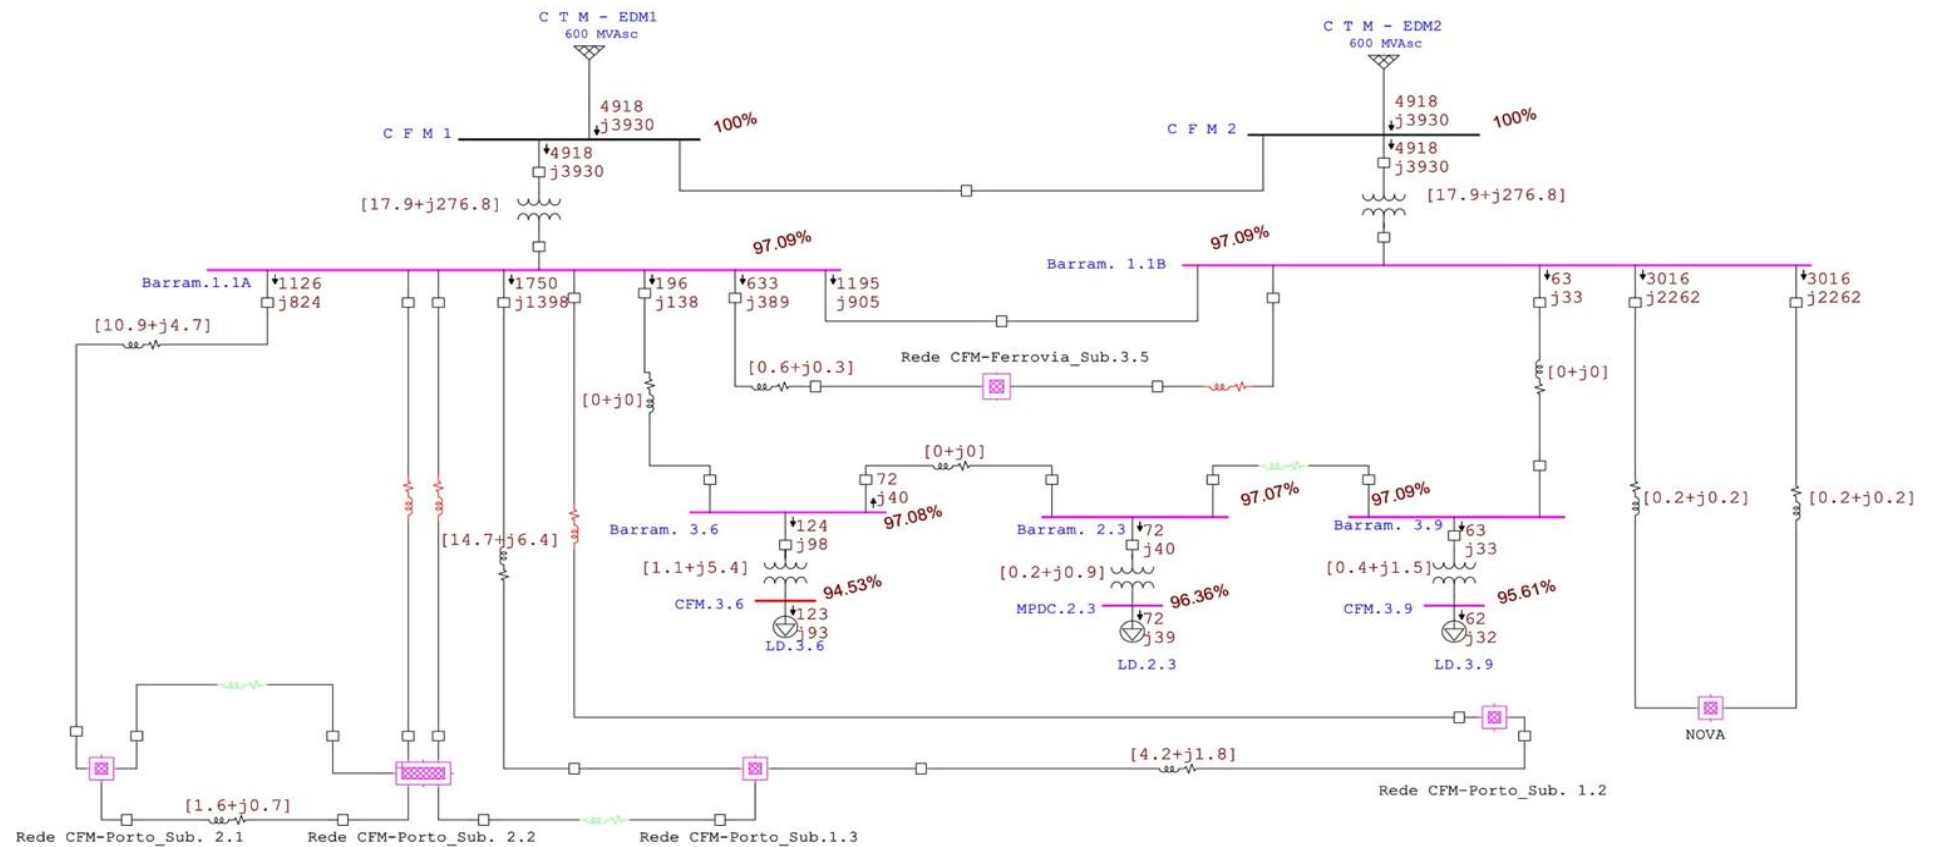 C T M - EDM1
600 MVAsc
C T M - EDM2
600 MVAsc
4918
j3930
100%
C F M 1
4918
j3930
100%
C F M 2
4918
j3930
4918
j3930
[17.9+j276.8]
[17.9+j276.8]
97.09%
97.09%
Barram.1.1A
Barram. 1.1B
1126
j824
1750
j1398
196
j138
633
j389
1195
j905
63
j33
3016
j2262
3016
j2262
[10.9+j4.7]
Rede CFM-Ferrovia_Sub.3.5
[0.6+j0.3]
[0+j0]
[0+j0]
[0+j0]
72
j40
97.08%
97.07%
97.09%
[0.2+j0.2]
[0.2+j0.2]
Barram. 3.6
124
j98
Barram. 2.3
72
j40
Barram. 3.9
63
j33
[14.7+j6.4]
[1.1+j5.4]
94.53%
[0.2+j0.9]
96.36%
[0.4+j1.5]
95.61%
CFM.3.6
123
j93
LD.3.6
MPDC.2.3
72
j39
LD.2.3
CFM.3.9
62
j32
LD.3.9
NOVA
[4.2+j1.8]
Rede CFM-Porto_Sub. 1.2
[1.6+j0.7]
Rede CFM-Porto_Sub. 2.1
Rede CFM-Porto_Sub. 2.2
Rede CFM-Porto_Sub.1.3